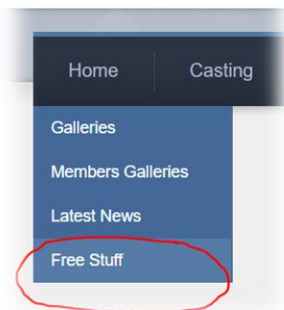 Home Casting
Galleries
Members Galleries
Latest News
Free Stuff